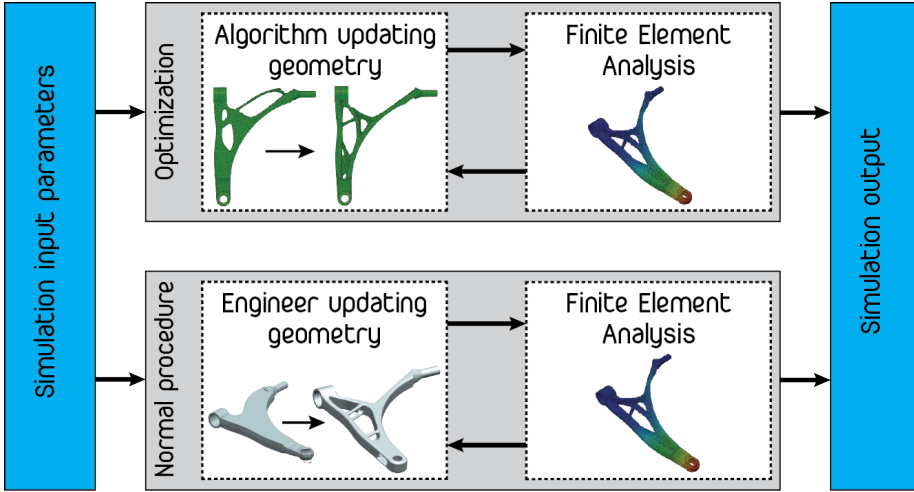 Simulation input parameters
Optimization
Algorithm updating
geometry
Finite Element
Analysis
Normal procedure
Engineer updating
geometry
Finite Element
Analysis
Simulation output